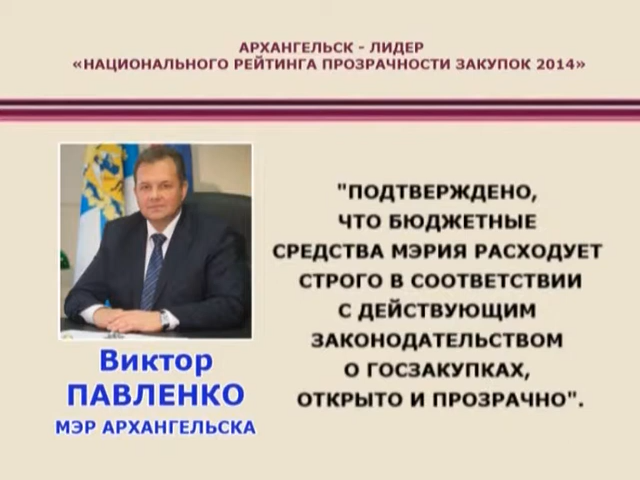 АРХАНГЕЛЬСК - ЛИДЕР
«НАЦИОНАЛЬНОГО РЕЙТИНГА ПРОЗРАЧНОСТИ ЗАКУПОК 2014»
"ПОДТВЕРЖДЕНО,
ЧТО БЮДЖЕТНЫЕ
СРЕДСТВА МЭРИЯ РАСХОДУЕТ
СТРОГО В СООТВЕТСТВИИ
С ДЕЙСТВУЮЩИМ
ЗАКОНОДАТЕЛЬСТВОМ
О ГОСЗАКУПКАХ,
ОТКРЫТО И ПРОЗРАЧНО".
Виктор
ПАВЛЕНКО
МЭР АРХАНГЕЛЬСКА